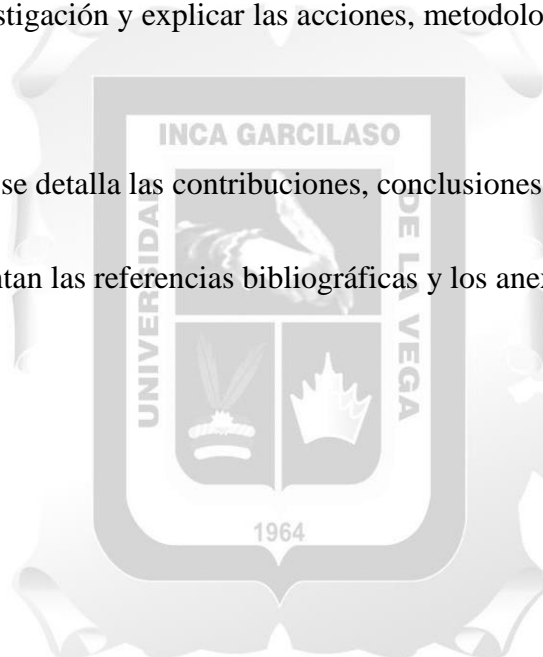 stigación y explicar las acciones, metodolo
INCA GARCILASO
se detalla las contribuciones, conclusiones
UNIVERSIDAD
DE LA VEGA
ntan las referencias bibliográficas y los ane
1964